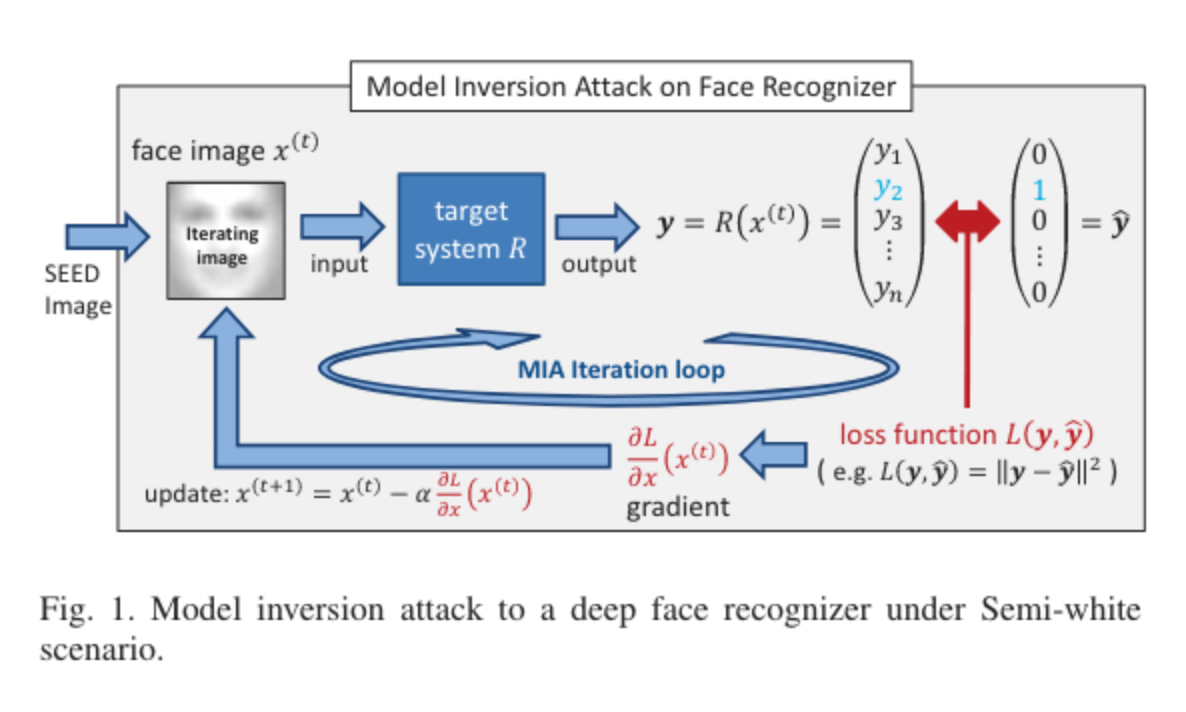 Model Inversion Attack on Face Recognizer
face image x^(t)
Iterating
image
SEED
Image
input
target
system R
output
y = R(x^(t)) = (y₁ y₂ y₃ ⋮ yₙ) (0 1 0 ⋮ 0) = ŷ
MIA Iteration loop
loss function L(y, ŷ)
( e.g. L(y, ŷ) = ‖y − ŷ‖² )
∂L/∂x (x^(t))
gradient
update: x^(t+1) = x^(t) − α ∂L/∂x (x^(t))
Fig. 1. Model inversion attack to a deep face recognizer under Semi-white
scenario.